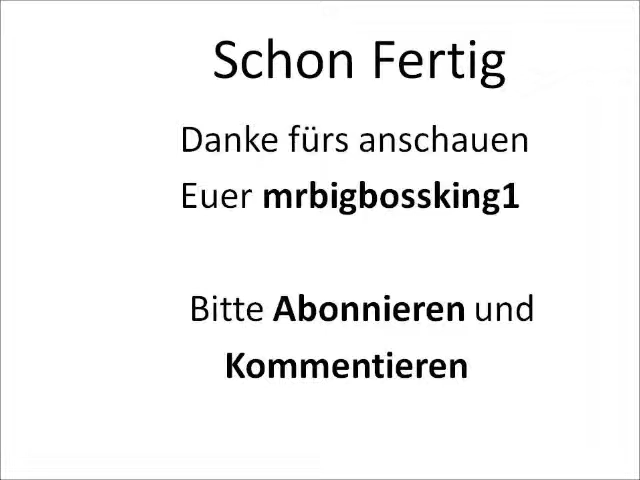 Schon Fertig
Danke fürs anschauen
Euer mrbigbossking1
Bitte Abonnieren und
Kommentieren